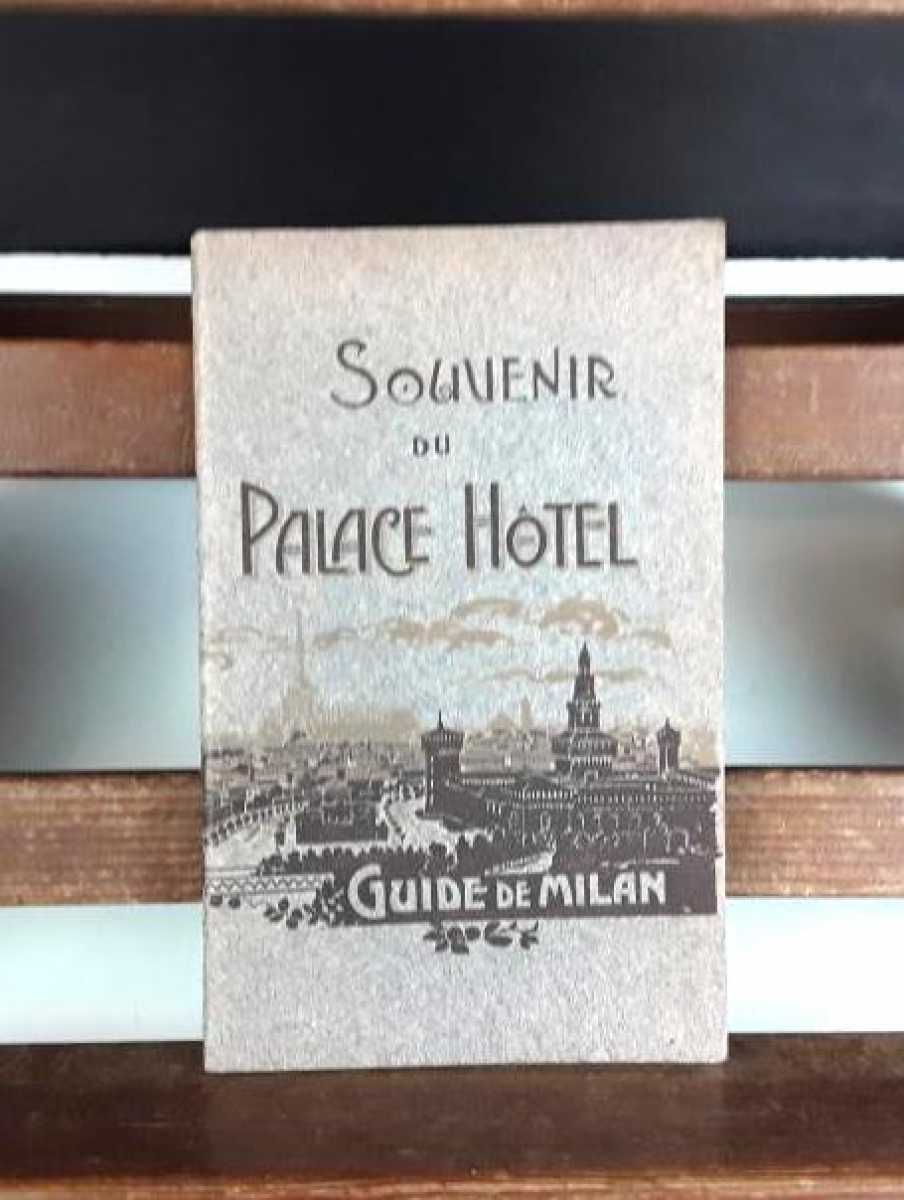 SOUVENIR
DU
PALACE HÔTEL
GUIDE DE MILAN